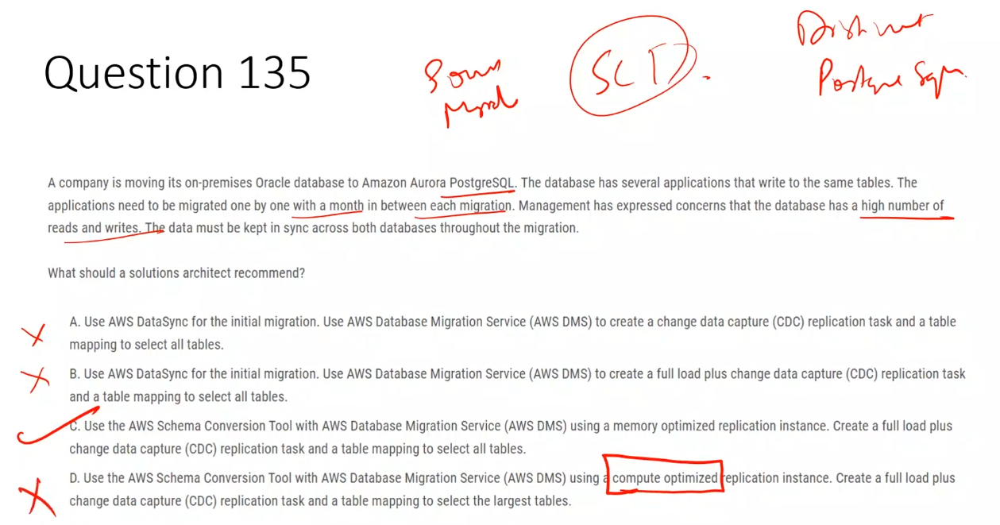 Question 135
SCD.
A company is moving its on-premises Oracle database to Amazon Aurora PostgreSQL. The database has several applications that write to the same tables. The
applications need to be migrated one by one with a month in between each migration. Management has expressed concerns that the database has a high number of
reads and writes. The data must be kept in sync across both databases throughout the migration.
What should a solutions architect recommend?
A. Use AWS DataSync for the initial migration. Use AWS Database Migration Service (AWS DMS) to create a change data capture (CDC) replication task and a table
mapping to select all tables.
B. Use AWS DataSync for the initial migration. Use AWS Database Migration Service (AWS DMS) to create a full load plus change data capture (CDC) replication task
and a table mapping to select all tables.
C. Use the AWS Schema Conversion Tool with AWS Database Migration Service (AWS DMS) using a memory optimized replication instance. Create a full load plus
change data capture (CDC) replication task and a table mapping to select all tables.
D. Use the AWS Schema Conversion Tool with AWS Database Migration Service (AWS DMS) using a compute optimized replication instance. Create a full load plus
change data capture (CDC) replication task and a table mapping to select the largest tables.